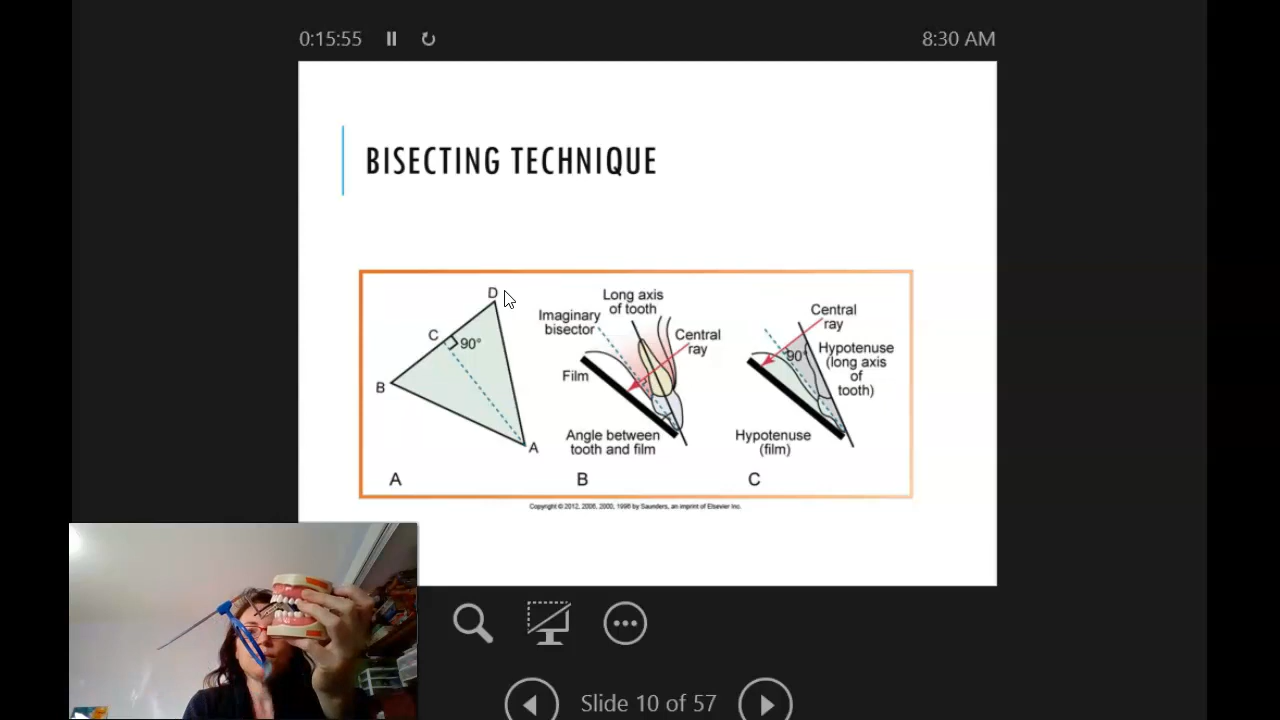 0:15:55
8:30 AM
BISECTING TECHNIQUE
D
C
90°
B
A
A
Long axis
of tooth
Imaginary
bisector
Central
ray
Film
Angle between
tooth and film
B
Central
ray
90°
Hypotenuse
(long axis
of
tooth)
Hypotenuse
(film)
C
Copyright © 2012, 2006, 2000, 1996 by Saunders, an imprint of Elsevier Inc.
Slide 10 of 57